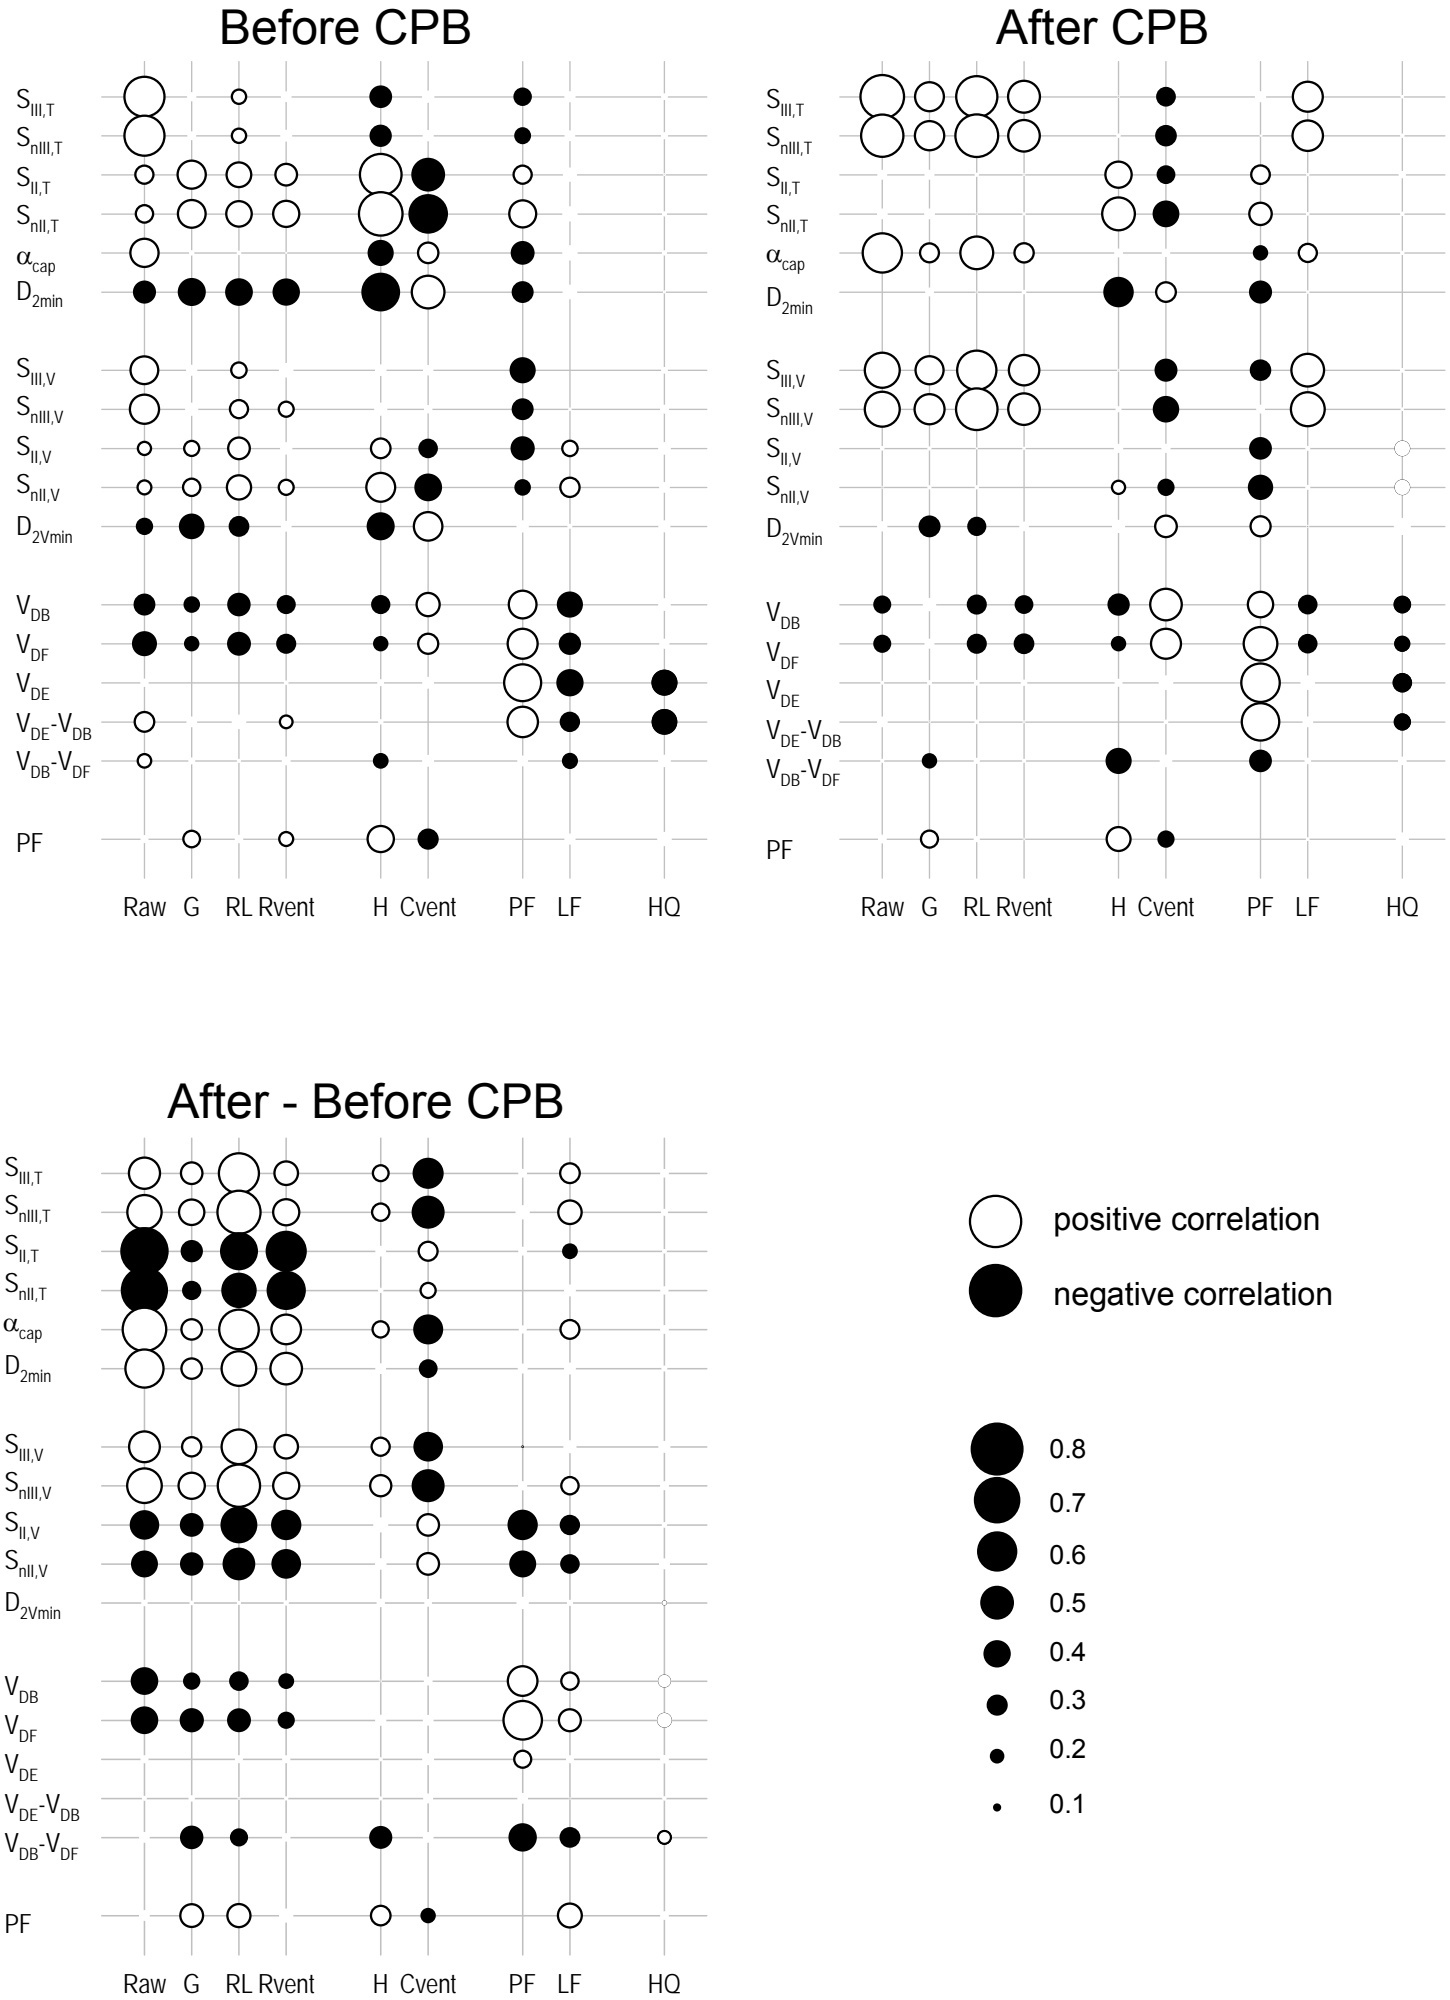 Before CPB
S_III,T
S_nIII,T
S_II,T
S_nII,T
α_cap
D_2min
S_III,V
S_nIII,V
S_II,V
S_nII,V
D_2Vmin
V_DB
V_DF
V_DE
V_DE-V_DB
V_DB-V_DF
PF
Raw G RL Rvent H Cvent PF LF HQ
After CPB
S_III,T
S_nIII,T
S_II,T
S_nII,T
α_cap
D_2min
S_III,V
S_nIII,V
S_II,V
S_nII,V
D_2Vmin
V_DB
V_DF
V_DE
V_DE-V_DB
V_DB-V_DF
PF
Raw G RL Rvent H Cvent PF LF HQ
After - Before CPB
S_III,T
S_nIII,T
S_II,T
S_nII,T
α_cap
D_2min
S_III,V
S_nIII,V
S_II,V
S_nII,V
D_2Vmin
V_DB
V_DF
V_DE
V_DE-V_DB
V_DB-V_DF
PF
Raw G RL Rvent H Cvent PF LF HQ
positive correlation
negative correlation
0.8
0.7
0.6
0.5
0.4
0.3
0.2
0.1